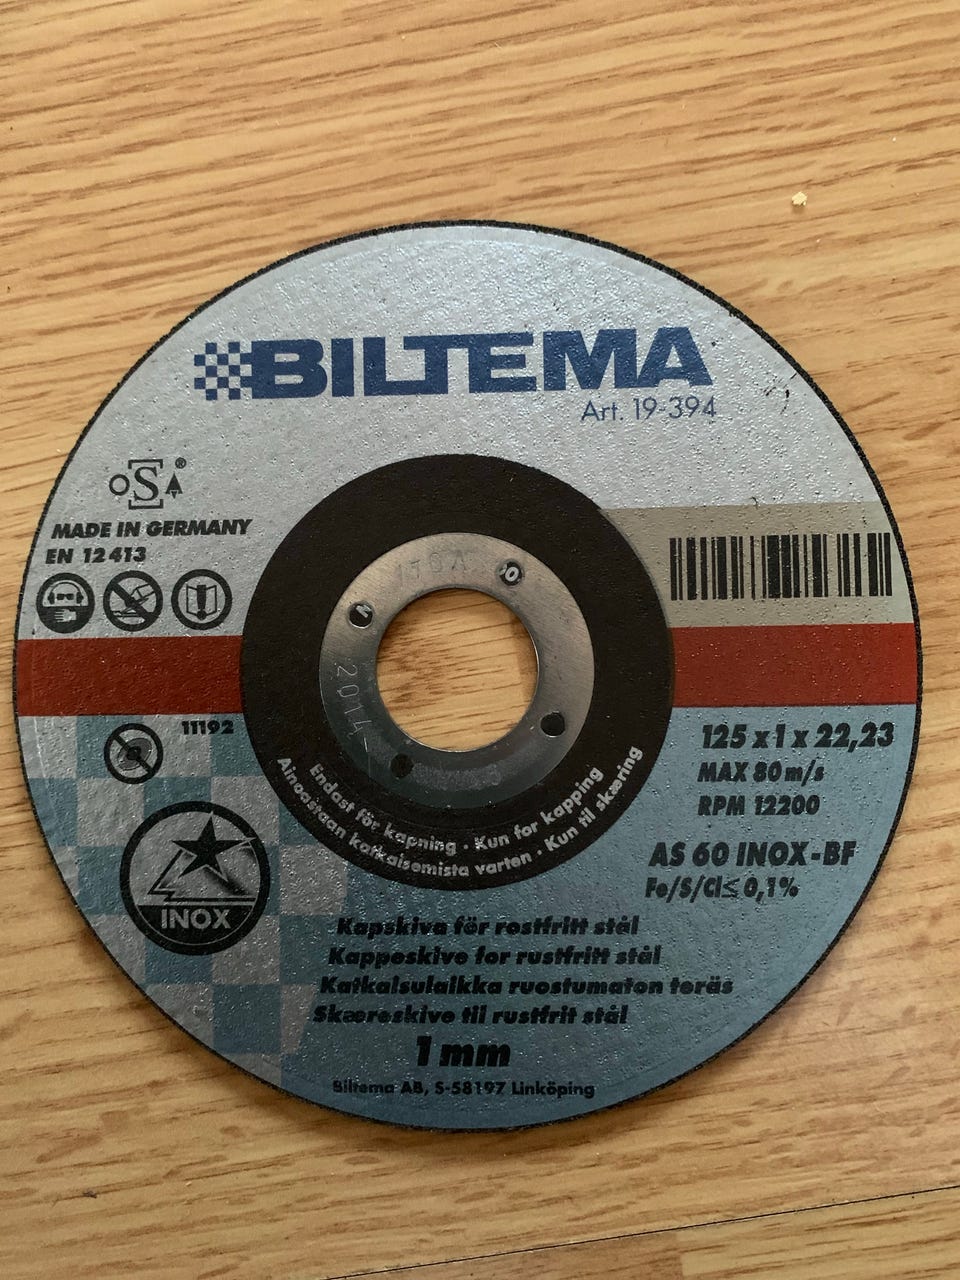 BILTEMA
Art. 19-394
oSA®
MADE IN GERMANY
EN 12413
11192
2014
125 x 1 x 22,23
MAX 80 m/s
RPM 12200
AS 60 INOX-BF
Fe/S/Cl≤ 0,1%
Endast för kapning · Kun for kapping
Ainoastaan katkaisemista varten · Kun til skæring
INOX
Kapskiva för rostfritt stål
Kappeskive for rustfritt stål
Katkaisulaikka ruostumaton teräs
Skæreskive til rustfrit stål
1 mm
Biltema AB, S-58197 Linköping